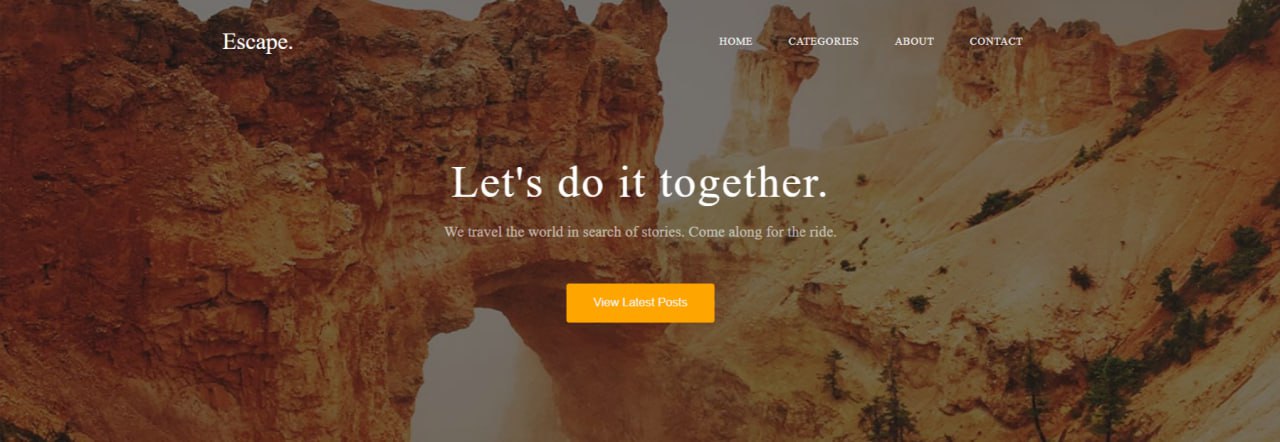 Escape.
HOME CATEGORIES ABOUT CONTACT
Let's do it together.
We travel the world in search of stories. Come along for the ride.
View Latest Posts